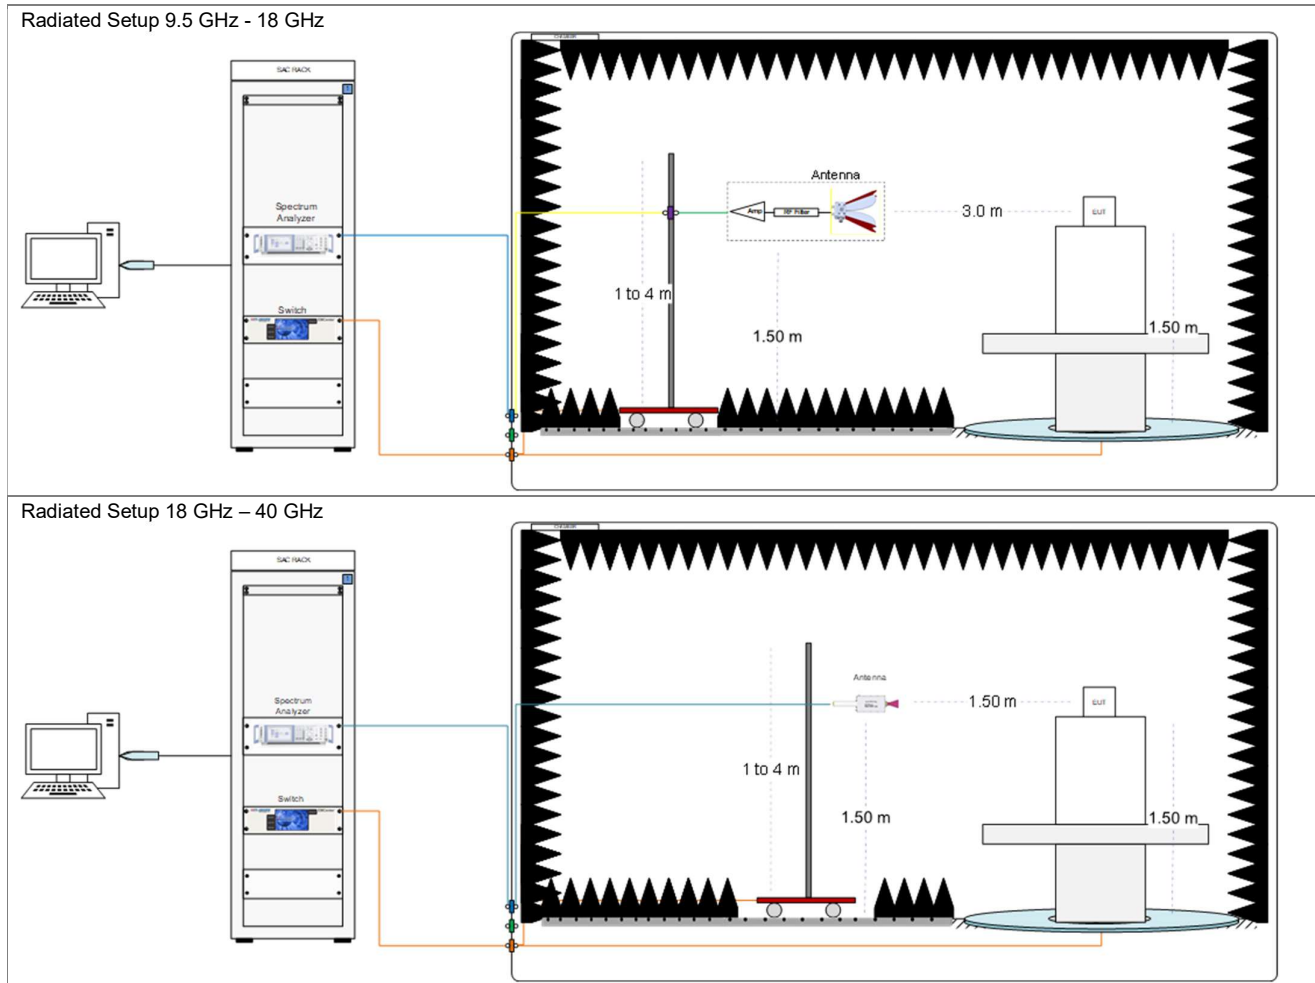 Radiated Setup 9.5 GHz - 18 GHz
SAC RACK
Antenna
Spectrum
Analyzer
Amp
RF Filter
3.0 m
EUT
1 to 4 m
Switch
1.50 m
1.50 m
Radiated Setup 18 GHz – 40 GHz
SAC RACK
Antenna
Spectrum
Analyzer
1.50 m
EUT
1 to 4 m
Switch
1.50 m
1.50 m